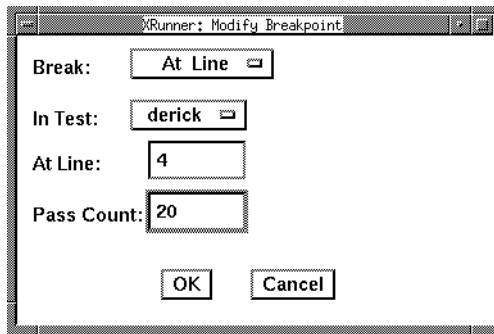 XRunner: Modify Breakpoint
Break: At Line
In Test: derick
At Line: 4
Pass Count: 20
OK Cancel